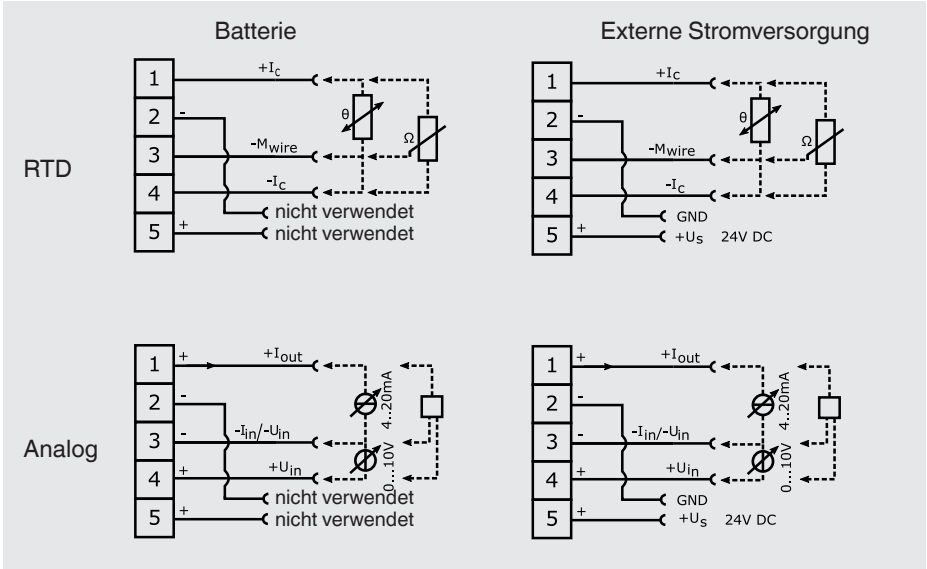 Batterie
Externe Stromversorgung
RTD
1
+Ic
2
-
θ
3
-Mwire
Ω
4
-Ic
nicht verwendet
5
+
nicht verwendet
1
+Ic
2
-
θ
3
-Mwire
Ω
4
-Ic
GND
5
+
+Us 24V DC
Analog
1
+
+Iout
2
-
4..20mA
3
-
-Iin/-Uin
4
+
+Uin
0...10V
nicht verwendet
5
+
nicht verwendet
1
+
+Iout
2
-
4..20mA
3
-
-Iin/-Uin
4
+
+Uin
0...10V
GND
5
+
+Us 24V DC